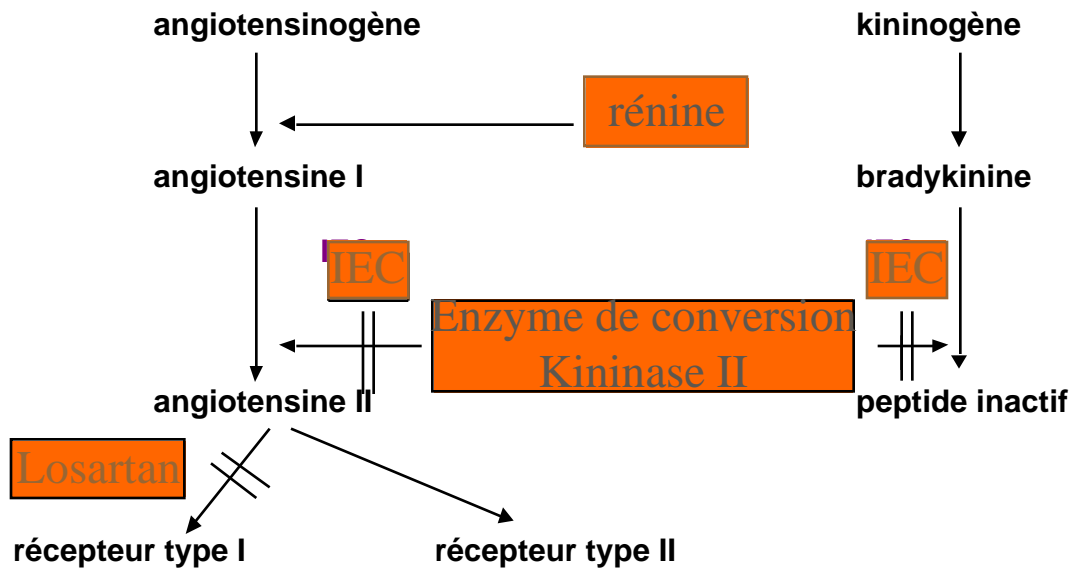 angiotensinogène
kininogène
rénine
angiotensine I
bradykinine
IEC
IEC
Enzyme de conversion
Kininase II
angiotensine II
peptide inactif
Losartan
récepteur type I
récepteur type II